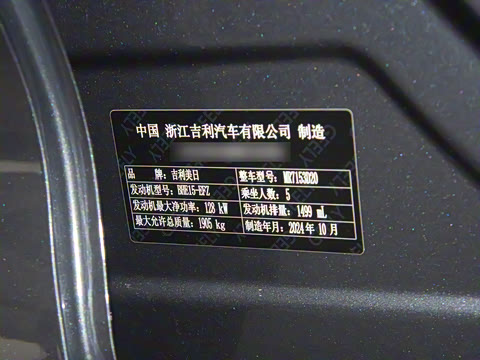 中国 浙江吉利汽车有限公司 制造
品 牌：吉利美日 整车型号：MR7153D20
发动机型号：BHE15-EFZ 乘坐人数：5
发动机最大净功率：128 kW 发动机排量：1499 mL
最大允许总质量：1905 kg 制造年月：2024 年 10 月